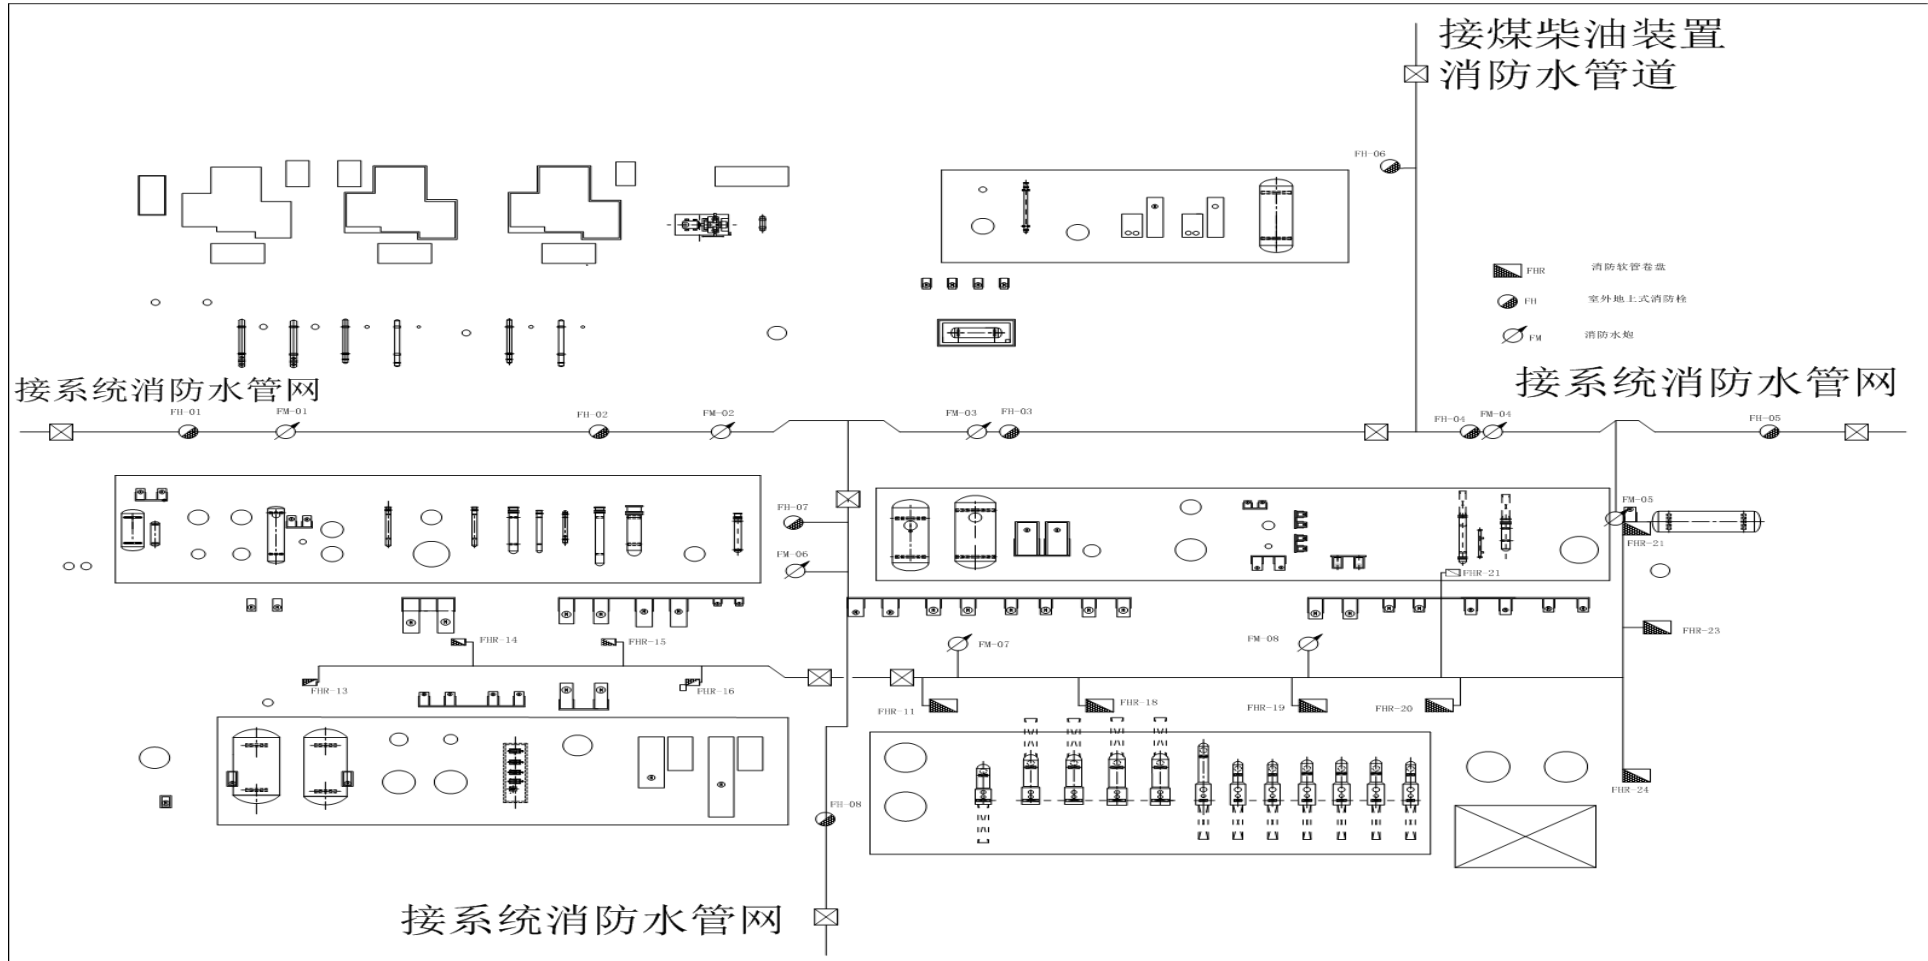 接煤柴油装置
消防水管道
FH-06
FHR 消防软管卷盘
FH 室外地上式消防栓
FM 消防水炮
接系统消防水管网
接系统消防水管网
FH-01
FM-01
FH-02
FM-02
FM-03
FH-03
FH-04
FM-04
FH-05
FH-07
FM-06
FM-05
FHR-21
FHR-21
FHR-14
FHR-15
FM-07
FM-08
FHR-23
FHR-13
FHR-16
FHR-11
FHR-18
FHR-19
FHR-20
FHR-24
FH-08
接系统消防水管网